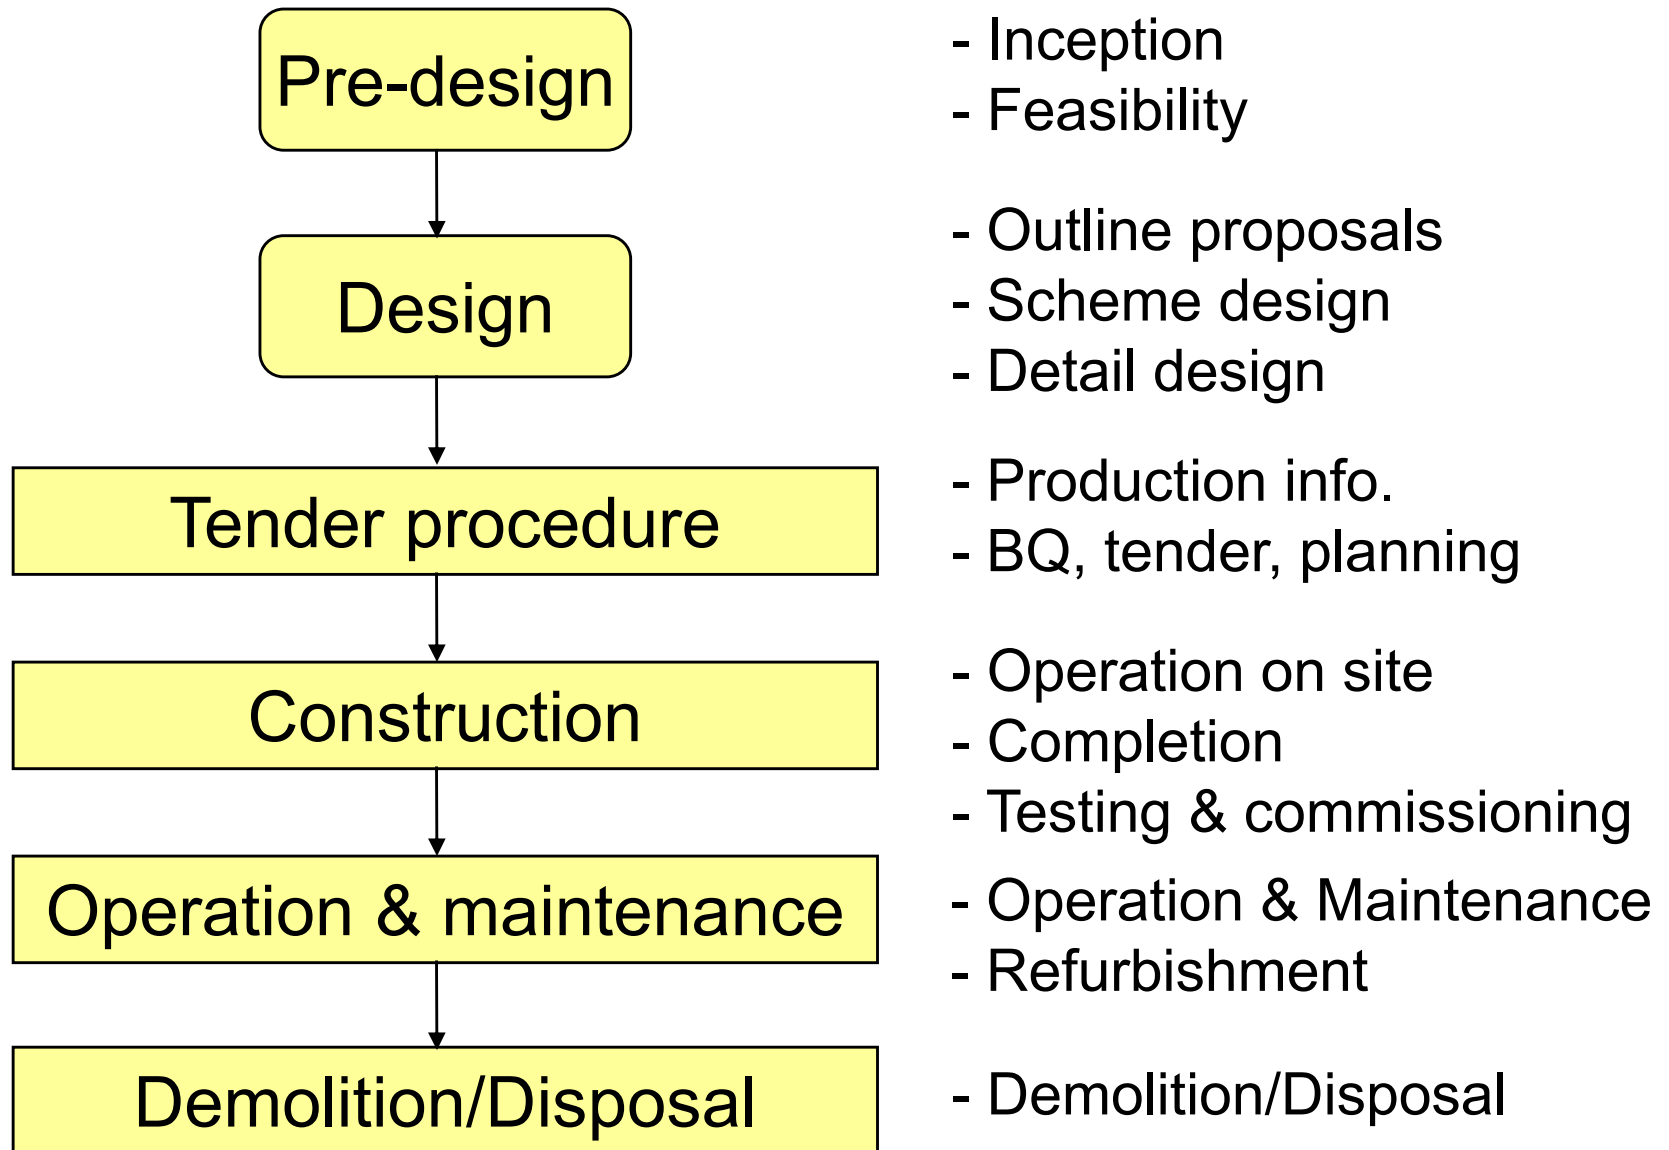 Pre-design
- Inception
- Feasibility
Design
- Outline proposals
- Scheme design
- Detail design
Tender procedure
- Production info.
- BQ, tender, planning
Construction
- Operation on site
- Completion
- Testing & commissioning
Operation & maintenance
- Operation & Maintenance
- Refurbishment
Demolition/Disposal
- Demolition/Disposal